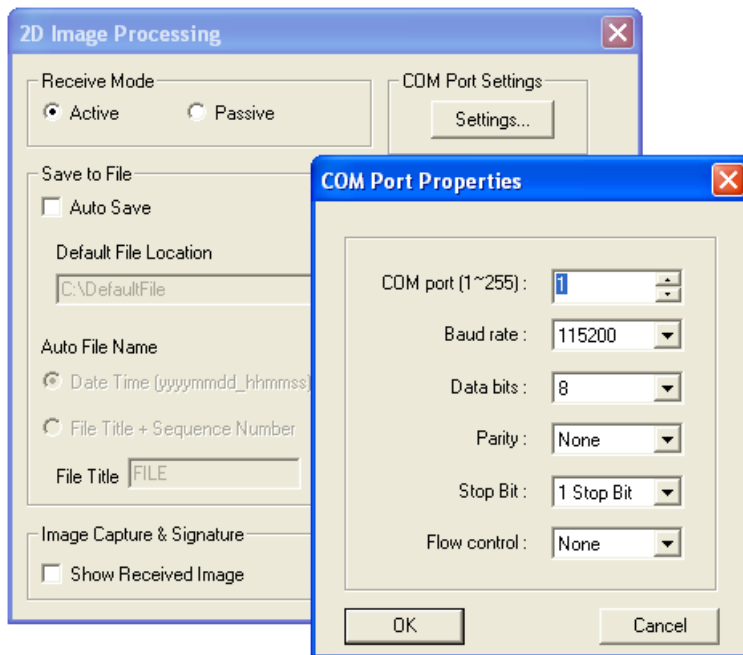 2D Image Processing
Receive Mode
Active Passive
COM Port Settings
Settings...
Save to File
Auto Save
Default File Location
C:\DefaultFile
Auto File Name
Date Time (yyyymmdd_hhmmss)
File Title + Sequence Number
File Title FILE
Image Capture & Signature
Show Received Image
COM Port Properties
COM port (1~255) : 1
Baud rate : 115200
Data bits : 8
Parity : None
Stop Bit : 1 Stop Bit
Flow control : None
OK Cancel